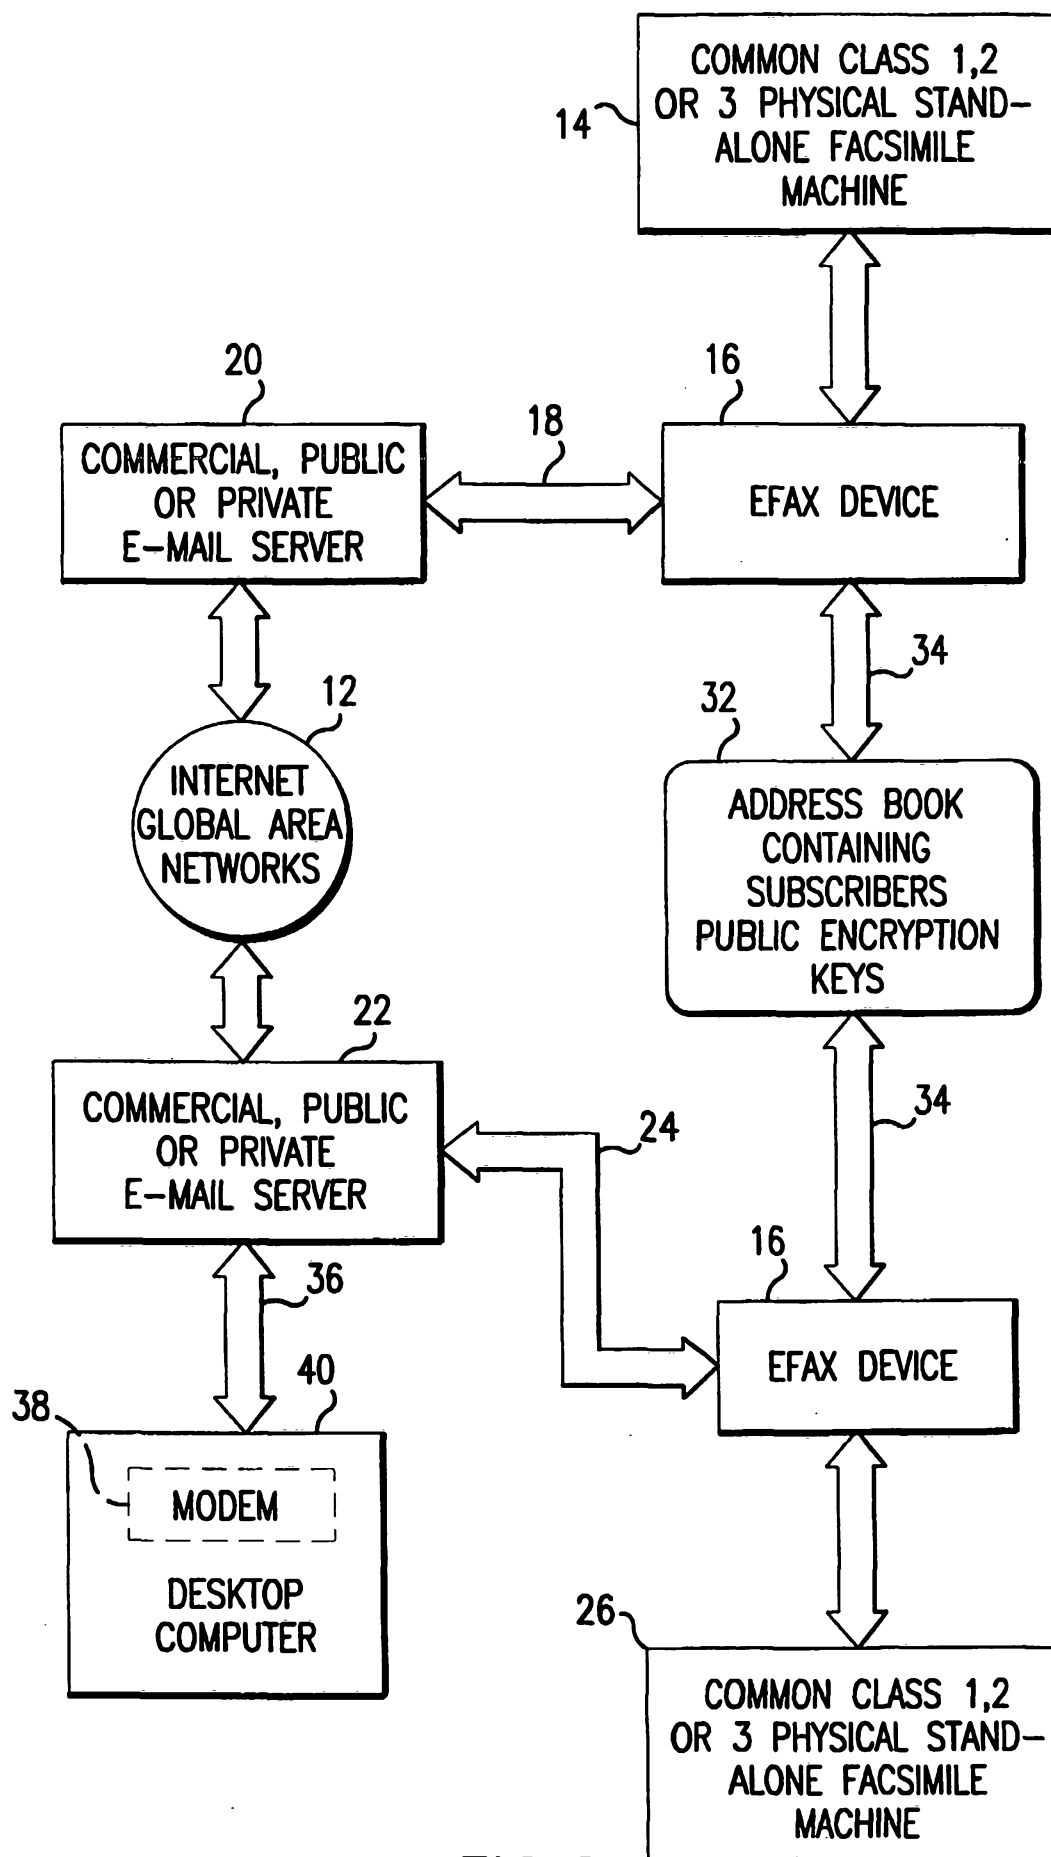 COMMON CLASS 1,2
OR 3 PHYSICAL STAND-
ALONE FACSIMILE
MACHINE
14
20
16
18
COMMERCIAL, PUBLIC
OR PRIVATE
E-MAIL SERVER
EFAX DEVICE
34
32
12
INTERNET
GLOBAL AREA
NETWORKS
ADDRESS BOOK
CONTAINING
SUBSCRIBERS
PUBLIC ENCRYPTION
KEYS
22
COMMERCIAL, PUBLIC
OR PRIVATE
E-MAIL SERVER
24
34
16
36
EFAX DEVICE
40
38
MODEM
DESKTOP
COMPUTER
26
COMMON CLASS 1,2
OR 3 PHYSICAL STAND-
ALONE FACSIMILE
MACHINE